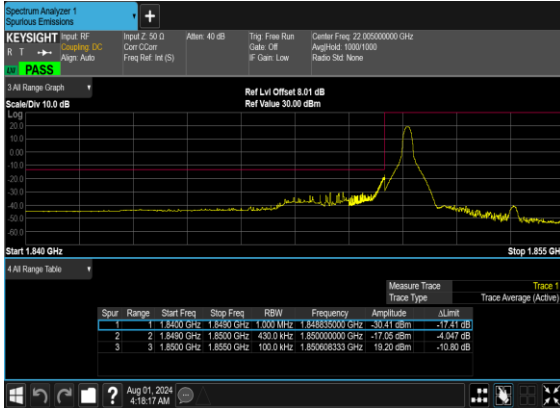 Spectrum Analyzer 1
Spurious Emissions
+
KEYSIGHT Input: RF Input Z: 50 Ω Atten: 40 dB Trig: Free Run Center Freq: 22.005000000 GHz
R T Coupling: DC Corr CCorr Gate: Off Avg|Hold: 1000/1000
Align: Auto Freq Ref: Int (S) IF Gain: Low Radio Std: None
PASS
3 All Range Graph Ref Lvl Offset 8.01 dB
Scale/Div 10.0 dB Ref Value 30.00 dBm
Log
20.0
10.0
0.00
-10.0
-20.0
-30.0
-40.0
-50.0
-60.0
Start 1.840 GHz Stop 1.855 GH
4 All Range Table
Measure Trace Trace 1
Trace Type Trace Average (Active)
Spur Range Start Freq Stop Freq RBW Frequency Amplitude ΔLimit
1 1 1.8400 GHz 1.8490 GHz 1.000 MHz 1.848835000 GHz -30.41 dBm -17.41 dB
2 2 1.8490 GHz 1.8500 GHz 430.0 kHz 1.850000000 GHz -17.05 dBm -4.047 dB
3 3 1.8500 GHz 1.8550 GHz 100.0 kHz 1.850608333 GHz 19.20 dBm -10.80 dB
? Aug 01, 2024
4:18:17 AM